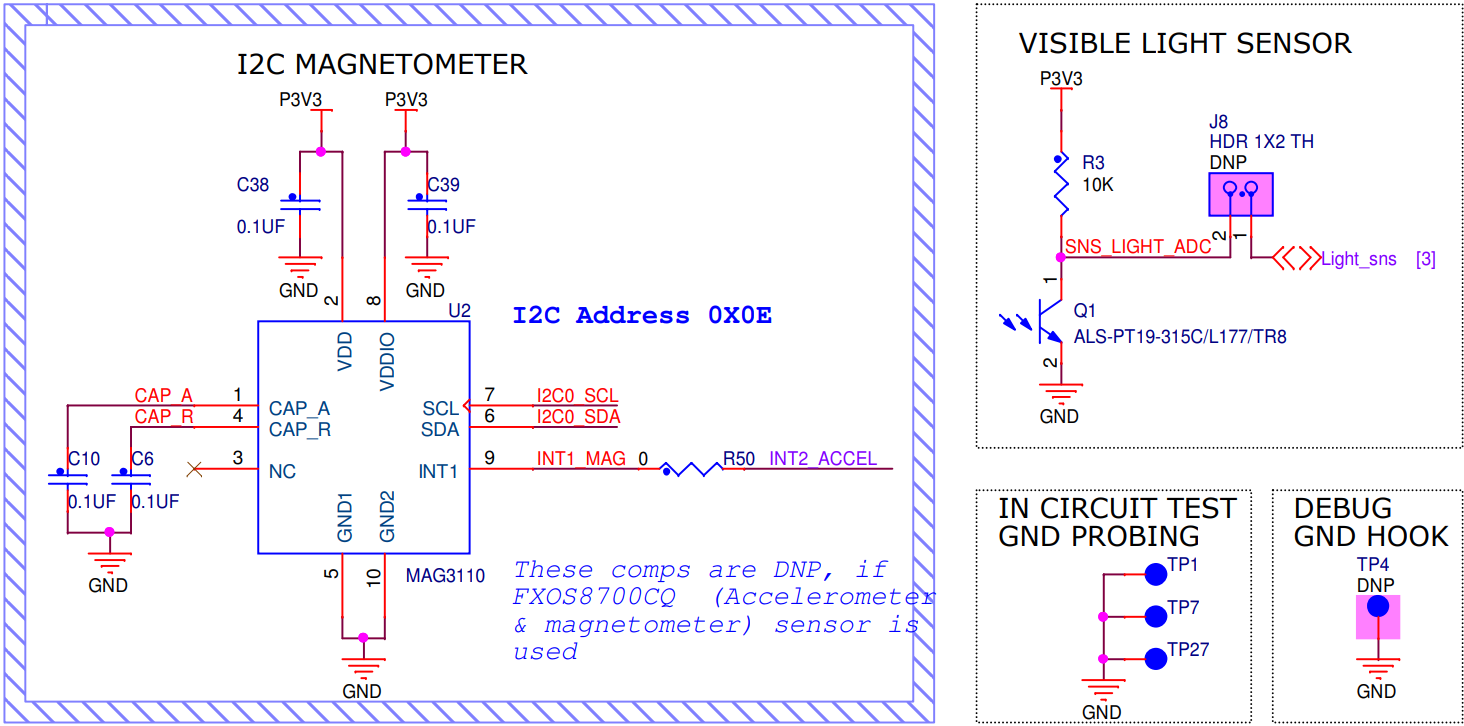 I2C MAGNETOMETER
P3V3
P3V3
C38
0.1UF
C39
0.1UF
GND
GND
2
8
U2
I2C Address 0X0E
VDD
VDDIO
CAP_A
1
CAP_A
CAP_R
4
CAP_R
3
NC
C10
0.1UF
C6
0.1UF
GND
SCL
7
I2C0_SCL
SDA
6
I2C0_SDA
INT1
9
INT1_MAG
0
R50
INT2_ACCEL
GND1
GND2
5
10
MAG3110
GND
These comps are DNP, if
FXOS8700CQ (Accelerometer
& magnetometer) sensor is
used
VISIBLE LIGHT SENSOR
P3V3
R3
10K
J8
HDR 1X2 TH
DNP
2
1
SNS_LIGHT_ADC
Light_sns [3]
1
Q1
ALS-PT19-315C/L177/TR8
2
GND
IN CIRCUIT TEST
GND PROBING
TP1
TP7
TP27
GND
DEBUG
GND HOOK
TP4
DNP
GND